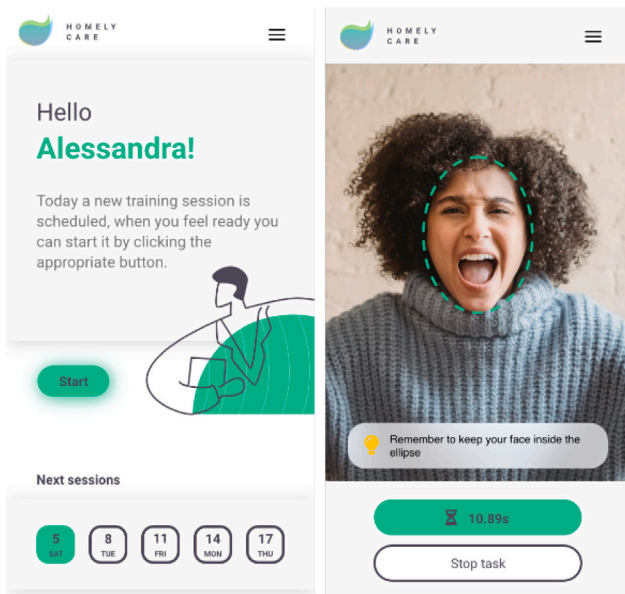 HOMELY
CARE
Hello
Alessandra!
Today a new training session is
scheduled, when you feel ready you
can start it by clicking the
appropriate button.
Start
Next sessions
5 8 11 14 17
SAT TUE FRI MON THU
HOMELY
CARE
Remember to keep your face inside the
ellipse
10.89s
Stop task